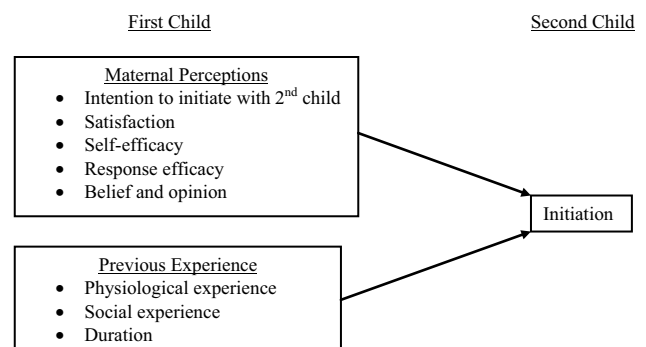 First Child Second Child
Maternal Perceptions
• Intention to initiate with 2nd child
• Satisfaction
• Self-efficacy
• Response efficacy
• Belief and opinion
Initiation
Previous Experience
• Physiological experience
• Social experience
• Duration